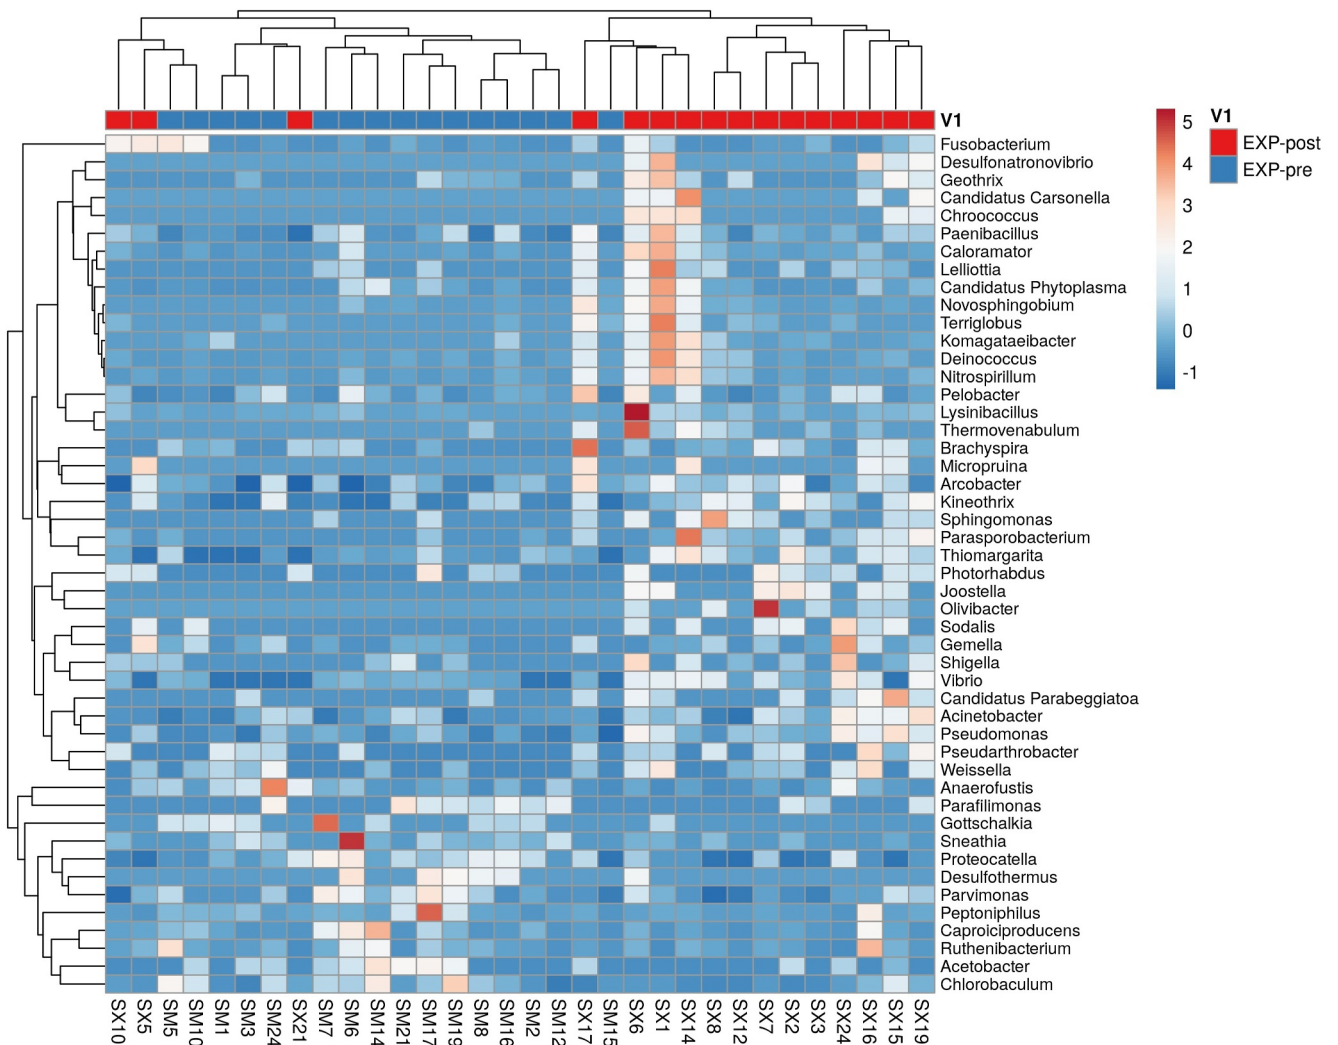 V1
Fusobacterium
Desulfonatronovibrio
Geothrix
Candidatus Carsonella
Chroococcus
Paenibacillus
Caloramator
Lelliottia
Candidatus Phytoplasma
Novosphingobium
Terriglobus
Komagataeibacter
Deinococcus
Nitrospirillum
Pelobacter
Lysinibacillus
Thermovenabulum
Brachyspira
Micropruina
Arcobacter
Kineothrix
Sphingomonas
Parasporobacterium
Thiomargarita
Photorhabdus
Joostella
Olivibacter
Sodalis
Gemella
Shigella
Vibrio
Candidatus Parabeggiatoa
Acinetobacter
Pseudomonas
Pseudarthrobacter
Weissella
Anaerofustis
Parafilimonas
Gottschalkia
Sneathia
Proteocatella
Desulfothermus
Parvimonas
Peptoniphilus
Caproiciproducens
Ruthenibacterium
Acetobacter
Chlorobaculum
SX10
SX5
SM5
SM10
SM1
SM3
SM24
SX21
SM7
SM6
SM14
SM21
SM17
SM19
SM8
SM16
SM2
SM12
SX17
SM15
SX6
SX1
SX14
SX8
SX12
SX7
SX2
SX3
SX24
SX16
SX15
SX19
5
4
3
2
1
0
-1
V1
EXP-post
EXP-pre